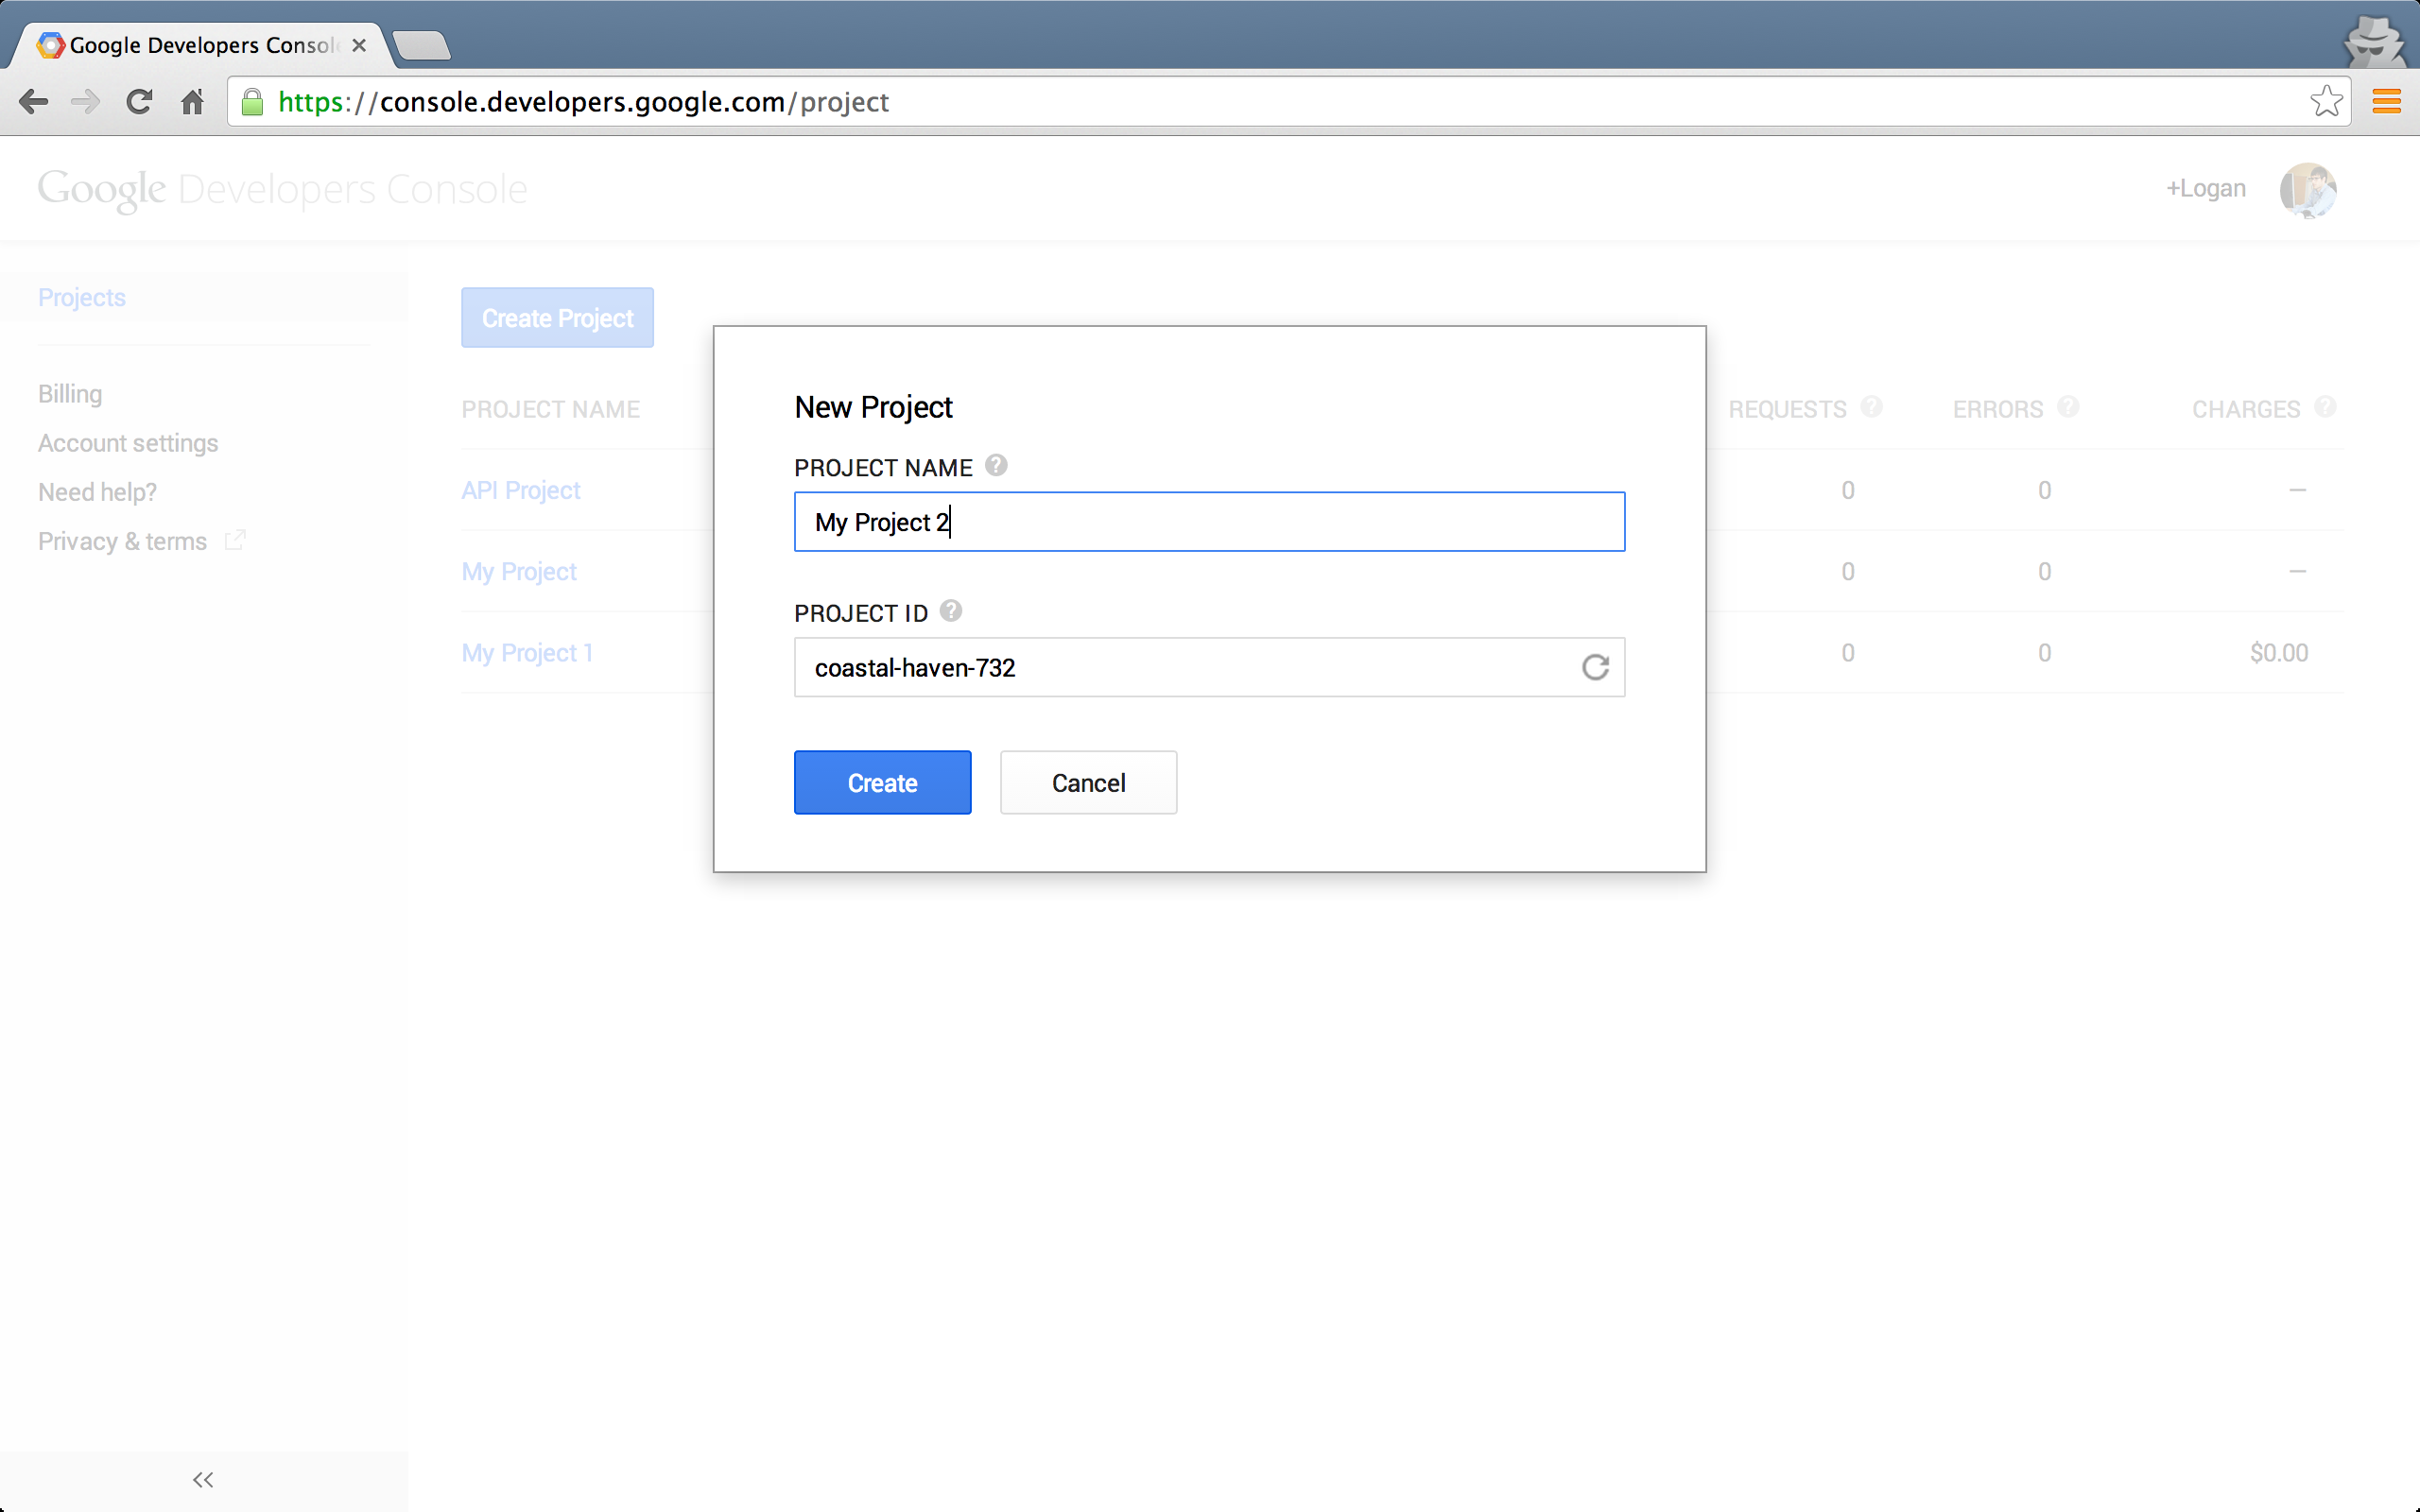 Google Developers Console
https://console.developers.google.com/project
Google Developers Console
+Logan
Projects
Billing
Account settings
Need help?
Privacy & terms
Create Project
PROJECT NAME
REQUESTS
ERRORS
CHARGES
API Project
0
0
—
My Project
0
0
—
My Project 1
0
0
$0.00
New Project
PROJECT NAME
My Project 2
PROJECT ID
coastal-haven-732
Create
Cancel